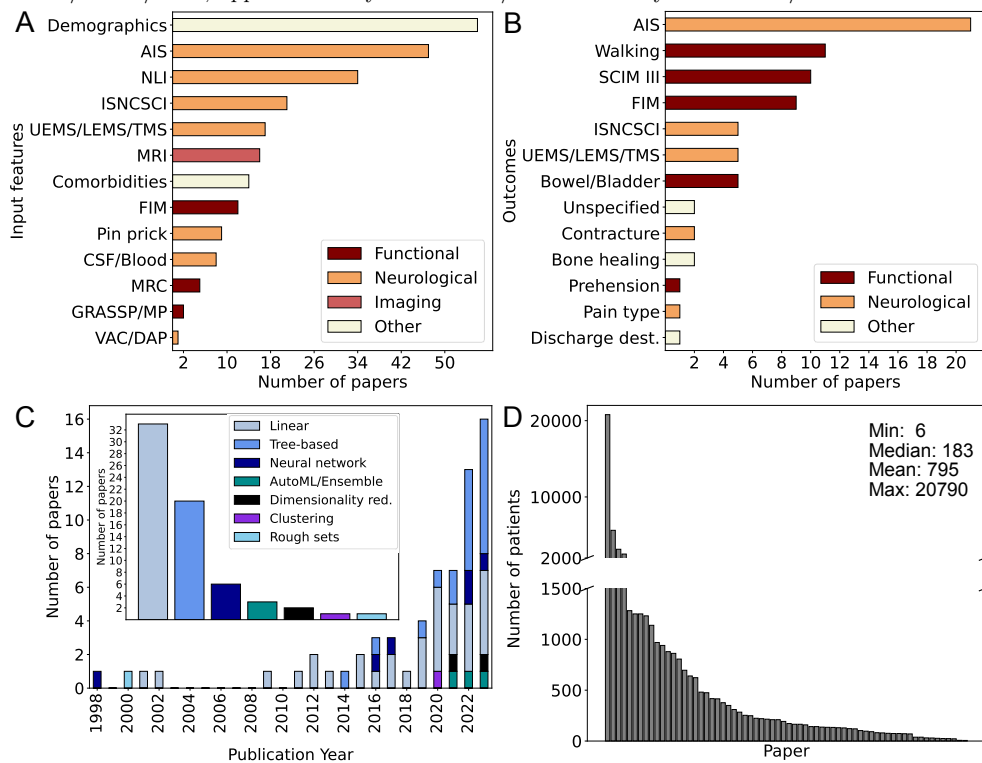 A
Demographics
AIS
NLI
ISNCSCI
UEMS/LEMS/TMS
MRI
Comorbidities
FIM
Pin prick
CSF/Blood
MRC
GRASSP/MP
VAC/DAP
Input features
Functional
Neurological
Imaging
Other
2 10 18 26 34 42 50
Number of papers
B
AIS
Walking
SCIM III
FIM
ISNCSCI
UEMS/LEMS/TMS
Bowel/Bladder
Unspecified
Contracture
Bone healing
Prehension
Pain type
Discharge dest.
Outcomes
Functional
Neurological
Other
2 4 6 8 10 12 14 16 18 20
Number of papers
C
16
14
12
10
8
6
4
2
0
Number of papers
32
30
28
26
24
22
20
18
16
14
12
10
8
6
4
2
Number of papers
Linear
Tree-based
Neural network
AutoML/Ensemble
Dimensionality red.
Clustering
Rough sets
1998 2000 2002 2004 2006 2008 2010 2012 2014 2016 2018 2020 2022
Publication Year
D
20000
10000
2000
1500
1000
500
0
Number of patients
Min: 6
Median: 183
Mean: 795
Max: 20790
Paper